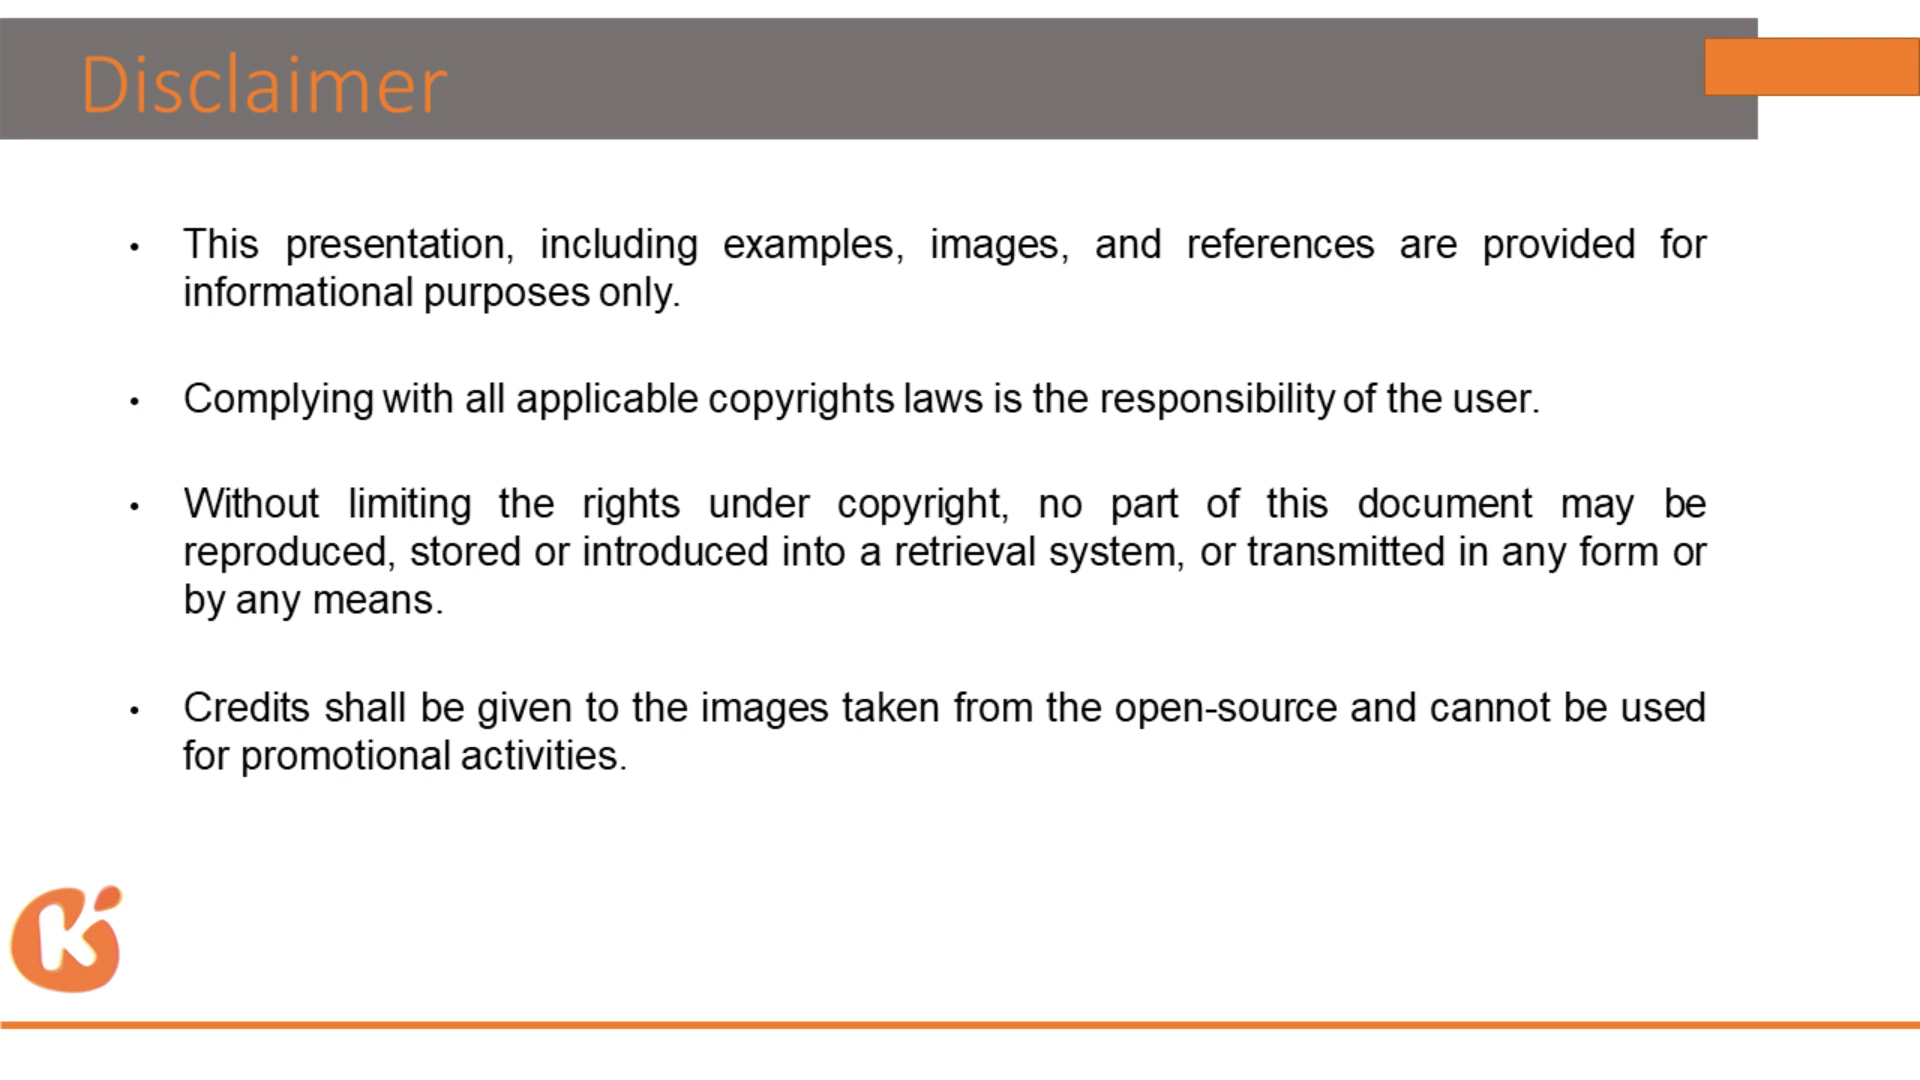 Disclaimer
• This presentation, including examples, images, and references are provided for
informational purposes only.
• Complying with all applicable copyrights laws is the responsibility of the user.
• Without limiting the rights under copyright, no part of this document may be
reproduced, stored or introduced into a retrieval system, or transmitted in any form or
by any means.
• Credits shall be given to the images taken from the open-source and cannot be used
for promotional activities.
K